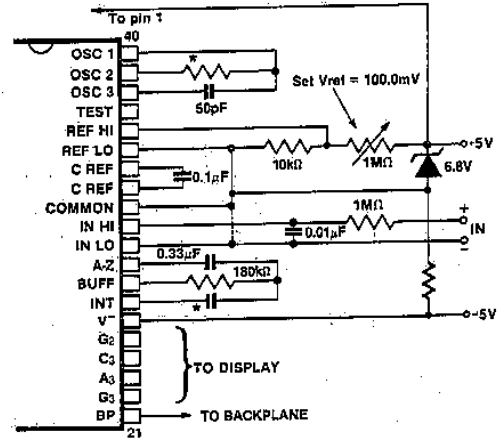 To pin 1
40
OSC 1
OSC 2
*
OSC 3
50pF
Set Vref = 100.0mV
TEST
REF HI
REF LO
10kΩ
1MΩ
+5V
6.8V
C REF
0.1µF
C REF
COMMON
1MΩ
IN HI
0.01µF
+
IN
IN LO
−
0.33µF
A-Z
BUFF
180kΩ
INT
*
V−
−5V
G2
C3
TO DISPLAY
A3
G3
BP
TO BACKPLANE
21